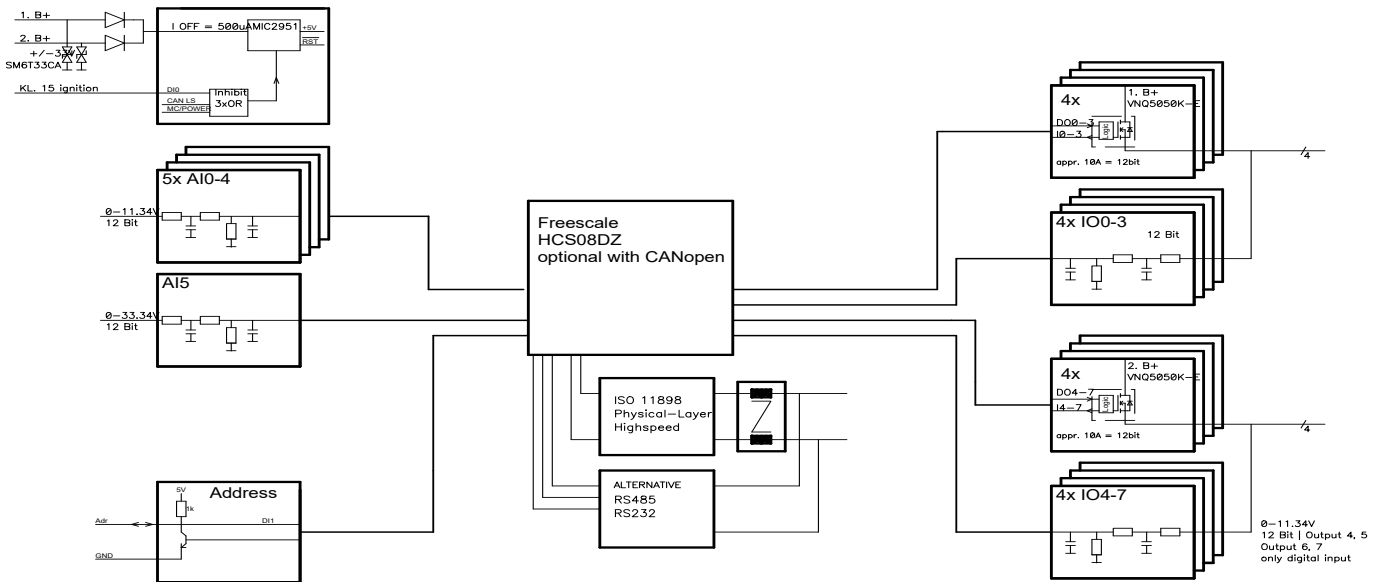 1. B+
2. B+
+/-33V
SM6T33CA
KL. 15 ignition
I OFF = 500uA
MIC2951
+5V
RST
DI0
CAN LS
MC/POWER
Inhibit
3xOR
5x AI0-4
0-11.34V
12 Bit
AI5
0-33.34V
12 Bit
Address
5V
1k
Adr
DI1
GND
Freescale
HCS08DZ
optional with CANopen
ISO 11898
Physical-Layer
Highspeed
ALTERNATIVE
RS485
RS232
4x
1. B+
VNQ5050K-E
DO0-3
I0-3
Logic
appr. 10A = 12bit
4
4x IO0-3
12 Bit
4x
2. B+
VNQ5050K-E
DO4-7
I4-7
Logic
appr. 10A = 12bit
4
4x IO4-7
0-11.34V
12 Bit | Output 4, 5
Output 6, 7
only digital input